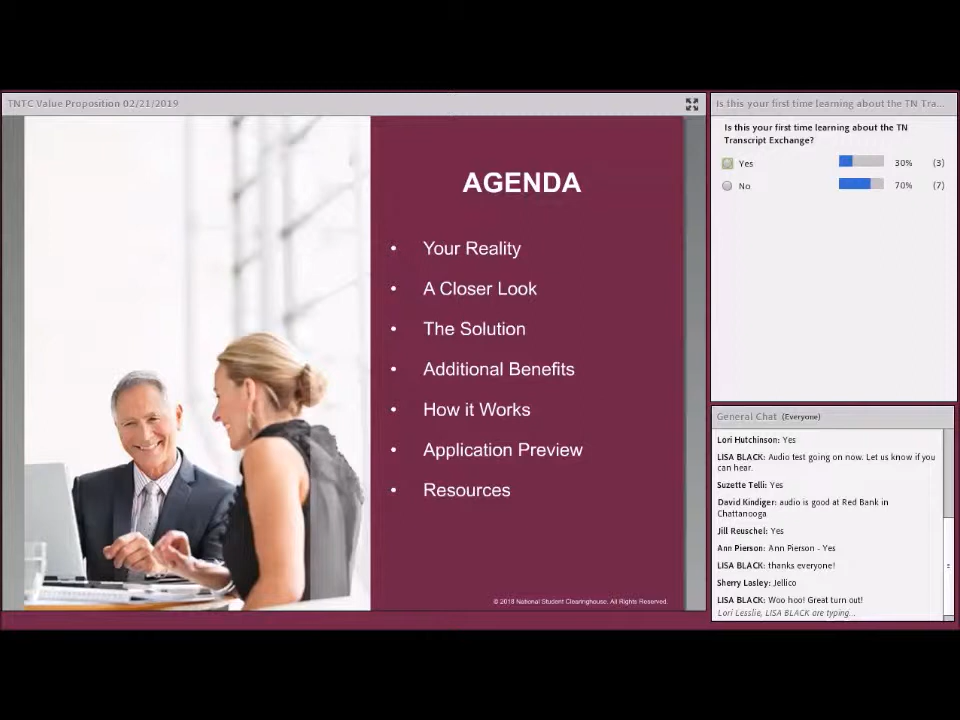 TNTC Value Proposition 02/21/2019
AGENDA
• Your Reality
• A Closer Look
• The Solution
• Additional Benefits
• How it Works
• Application Preview
• Resources
© 2018 National Student Clearinghouse. All Rights Reserved.
Is this your first time learning about the TN Tra...
Is this your first time learning about the TN
Transcript Exchange?
Yes 30% (3)
No 70% (7)
General Chat (Everyone)
Lori Hutchinson: Yes
LISA BLACK: Audio test going on now. Let us know if you
can hear.
Suzette Telli: Yes
David Kindiger: audio is good at Red Bank in
Chattanooga
Jill Reuschel: Yes
Ann Pierson: Ann Pierson - Yes
LISA BLACK: thanks everyone!
Sherry Lasley: Jellico
LISA BLACK: Woo hoo! Great turn out!
Lori Lesslie, LISA BLACK are typing...